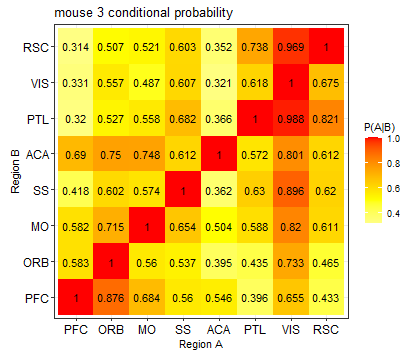 mouse 3 conditional probability
RSC 0.314 0.507 0.521 0.603 0.352 0.738 0.969 1
VIS 0.331 0.557 0.487 0.607 0.321 0.618 1 0.675
PTL 0.32 0.527 0.558 0.682 0.366 1 0.988 0.821
ACA 0.69 0.75 0.748 0.612 1 0.572 0.801 0.612
SS 0.418 0.602 0.574 1 0.362 0.63 0.896 0.62
MO 0.582 0.715 1 0.654 0.504 0.588 0.82 0.611
ORB 0.583 1 0.56 0.537 0.395 0.435 0.733 0.465
PFC 1 0.876 0.684 0.56 0.546 0.396 0.655 0.433
PFC ORB MO SS ACA PTL VIS RSC
Region A
Region B
P(A|B)
1.0
0.8
0.6
0.4